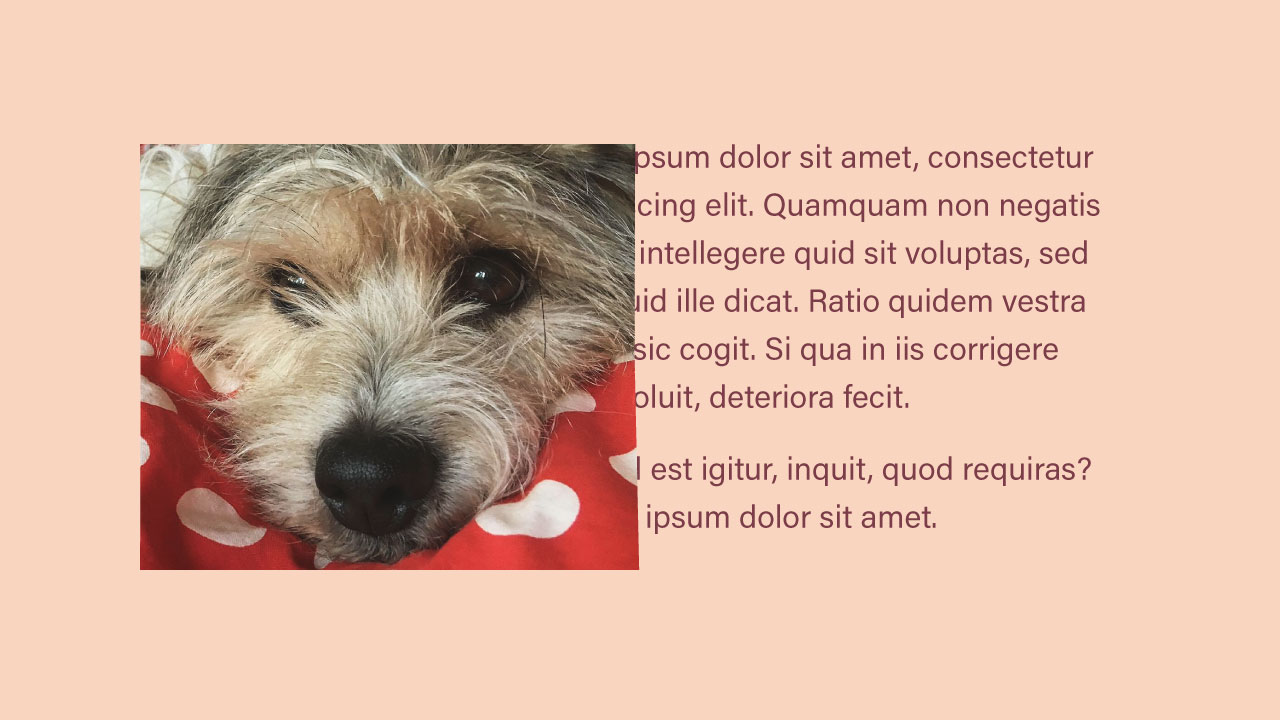 psum dolor sit amet, consectetur
cing elit. Quamquam non negatis
intellegere quid sit voluptas, sed
uid ille dicat. Ratio quidem vestra
sic cogit. Si qua in iis corrigere
oluit, deteriora fecit.
est igitur, inquit, quod requiras?
ipsum dolor sit amet.